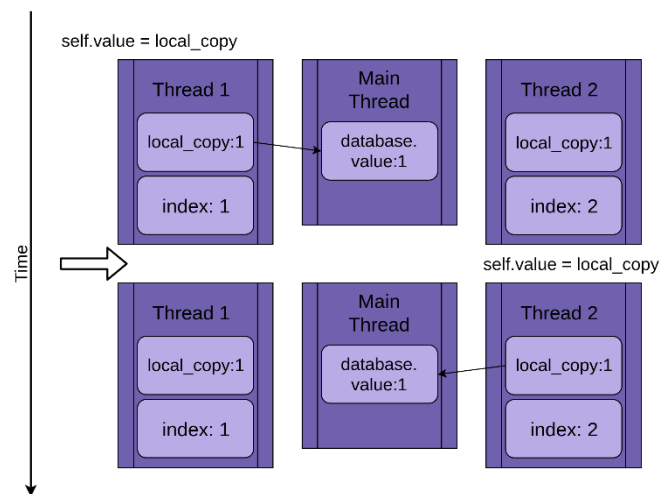 self.value = local_copy
Thread 1
local_copy:1
index: 1
Main
Thread
database.
value:1
Thread 2
local_copy:1
index: 2
Time
self.value = local_copy
Thread 1
local_copy:1
index: 1
Main
Thread
database.
value:1
Thread 2
local_copy:1
index: 2